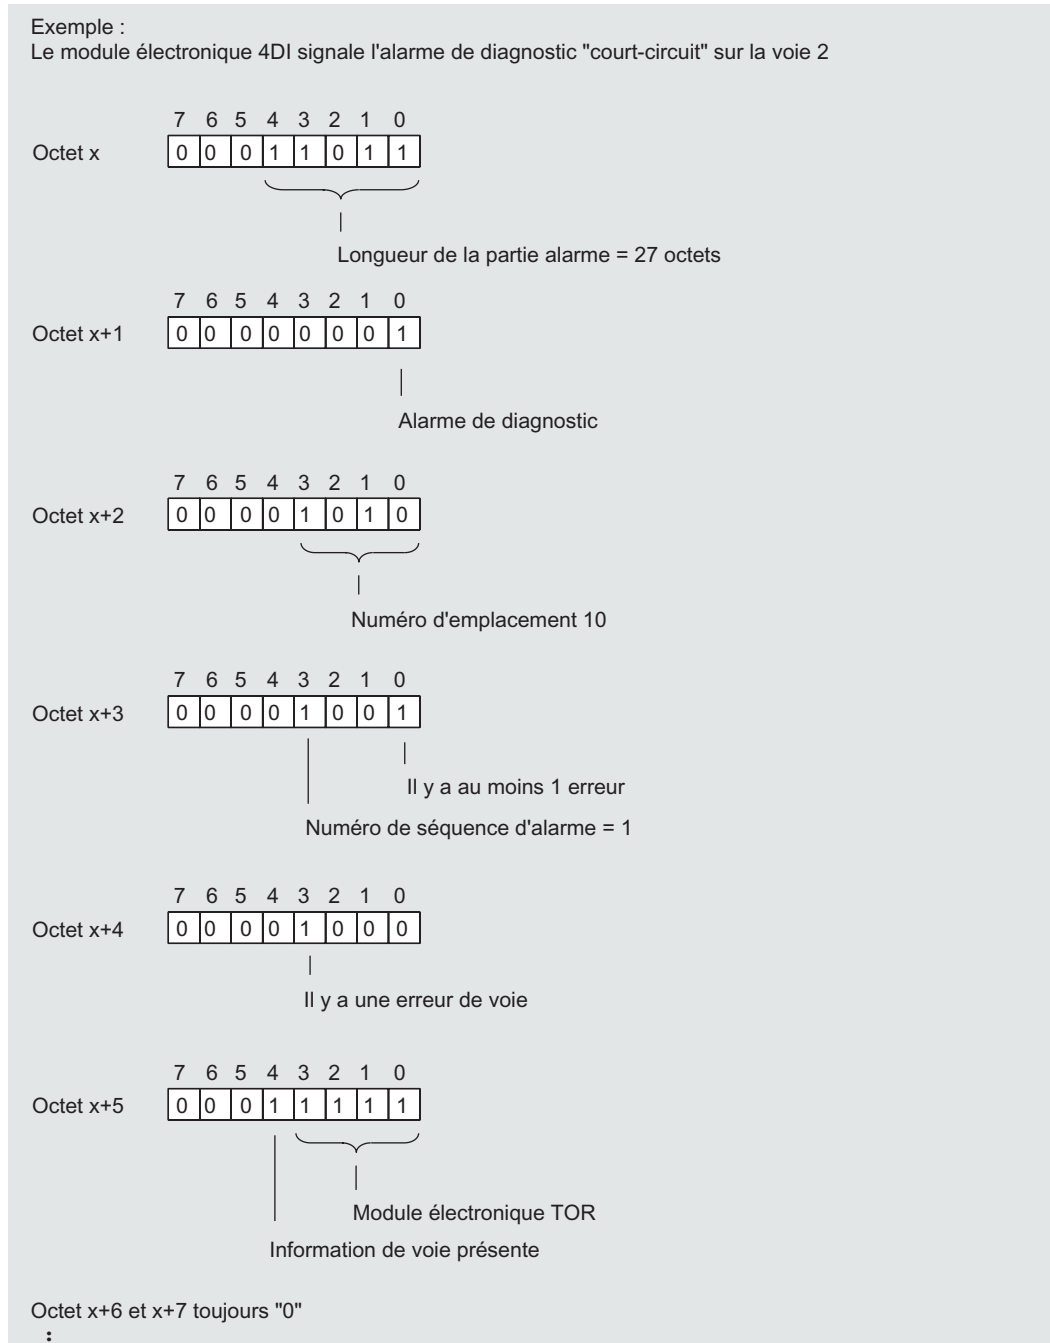 Exemple :
Le module électronique 4DI signale l'alarme de diagnostic "court-circuit" sur la voie 2
7 6 5 4 3 2 1 0
Octet x 0 0 0 1 1 0 1 1
Longueur de la partie alarme = 27 octets
7 6 5 4 3 2 1 0
Octet x+1 0 0 0 0 0 0 0 1
Alarme de diagnostic
7 6 5 4 3 2 1 0
Octet x+2 0 0 0 0 1 0 1 0
Numéro d'emplacement 10
7 6 5 4 3 2 1 0
Octet x+3 0 0 0 0 1 0 0 1
Il y a au moins 1 erreur
Numéro de séquence d'alarme = 1
7 6 5 4 3 2 1 0
Octet x+4 0 0 0 0 1 0 0 0
Il y a une erreur de voie
7 6 5 4 3 2 1 0
Octet x+5 0 0 0 1 1 1 1 1
Module électronique TOR
Information de voie présente
Octet x+6 et x+7 toujours "0"
: